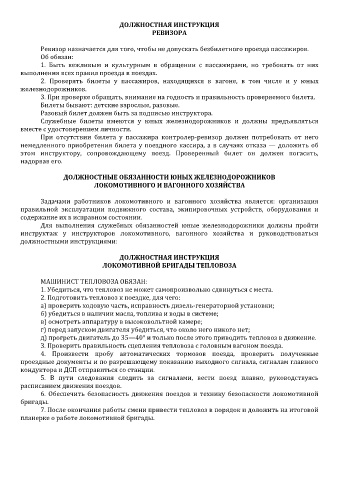 ДОЛЖНОСТНАЯ ИНСТРУКЦИЯ
РЕВИЗОРА
Ревизор назначается для того, чтобы не допускать безбилетного проезда пассажиров.
Об обязан:
1. Быть вежливым и культурным в обращении с пассажирами, но требовать от них
выполнения всех правил проезда в поездах.
2. Проверять билеты у пассажиров, находящихся в вагоне, в том числе и у юных
железнодорожников.
3. При проверке обращать, внимание на годность и правильность проверяемого билета.
Билеты бывают: детские взрослые, разовые.
Разовый билет должен быть за подписью инструктора.
Служебные билеты имеются у юных железнодорожников и должны предъявляться
вместе с удостоверением личности.
При отсутствии билета у пассажира контролер-ревизор должен потребовать от него
немедленного приобретения билета у поездного кассира, а в случаях отказа — доложить об
этом инструктору, сопровождающему поезд. Проверенный билет он должен погасить,
надорвав его.
ДОЛЖНОСТНЫЕ ОБЯЗАННОСТИ ЮНЫХ ЖЕЛЕЗНОДОРОЖНИКОВ
ЛОКОМОТИВНОГО И ВАГОННОГО ХОЗЯЙСТВА
Задачами работников локомотивного и вагонного хозяйства является: организация
правильной эксплуатации подвижного состава, экипировочных устройств, оборудования и
содержание их в исправном состоянии.
Для выполнения служебных обязанностей юные железнодорожники должны пройти
инструктаж у инструкторов локомотивного, вагонного хозяйства и руководствоваться
должностными инструкциями:
ДОЛЖНОСТНАЯ ИНСТРУКЦИЯ
ЛОКОМОТИВНОЙ БРИГАДЫ ТЕПЛОВОЗА
МАШИНИСТ ТЕПЛОВОЗА ОБЯЗАН:
1. Убедиться, что тепловоз не может самопроизвольно сдвинуться с места.
2. Подготовить тепловоз к поездке, для чего:
а) проверить ходовую часть, исправность дизель-генераторной установки;
б) убедиться в наличии масла, топлива и воды в системе;
в) осмотреть аппаратуру в высоковольтной камере;
г) перед запуском двигателя убедиться, что около него никого нет;
д) прогреть двигатель до 35—40° и только после этого приводить тепловоз в движение.
3. Проверить правильность сцепления тепловоза с головным вагоном поезда.
4. Произвести пробу автоматических тормозов поезда, проверить полученные
проездные документы и по разрешающему показанию выходного сигнала, сигналам главного
кондуктора и ДСП отправиться со станции.
5. В пути следования следить за сигналами, вести поезд плавно, руководствуясь
расписанием движения поездов.
6. Обеспечить безопасность движения поездов и технику безопасности локомотивной
бригады.
7. После окончания работы смени привести тепловоз в порядок и доложить на итоговой
планерке о работе локомотивной бригады.